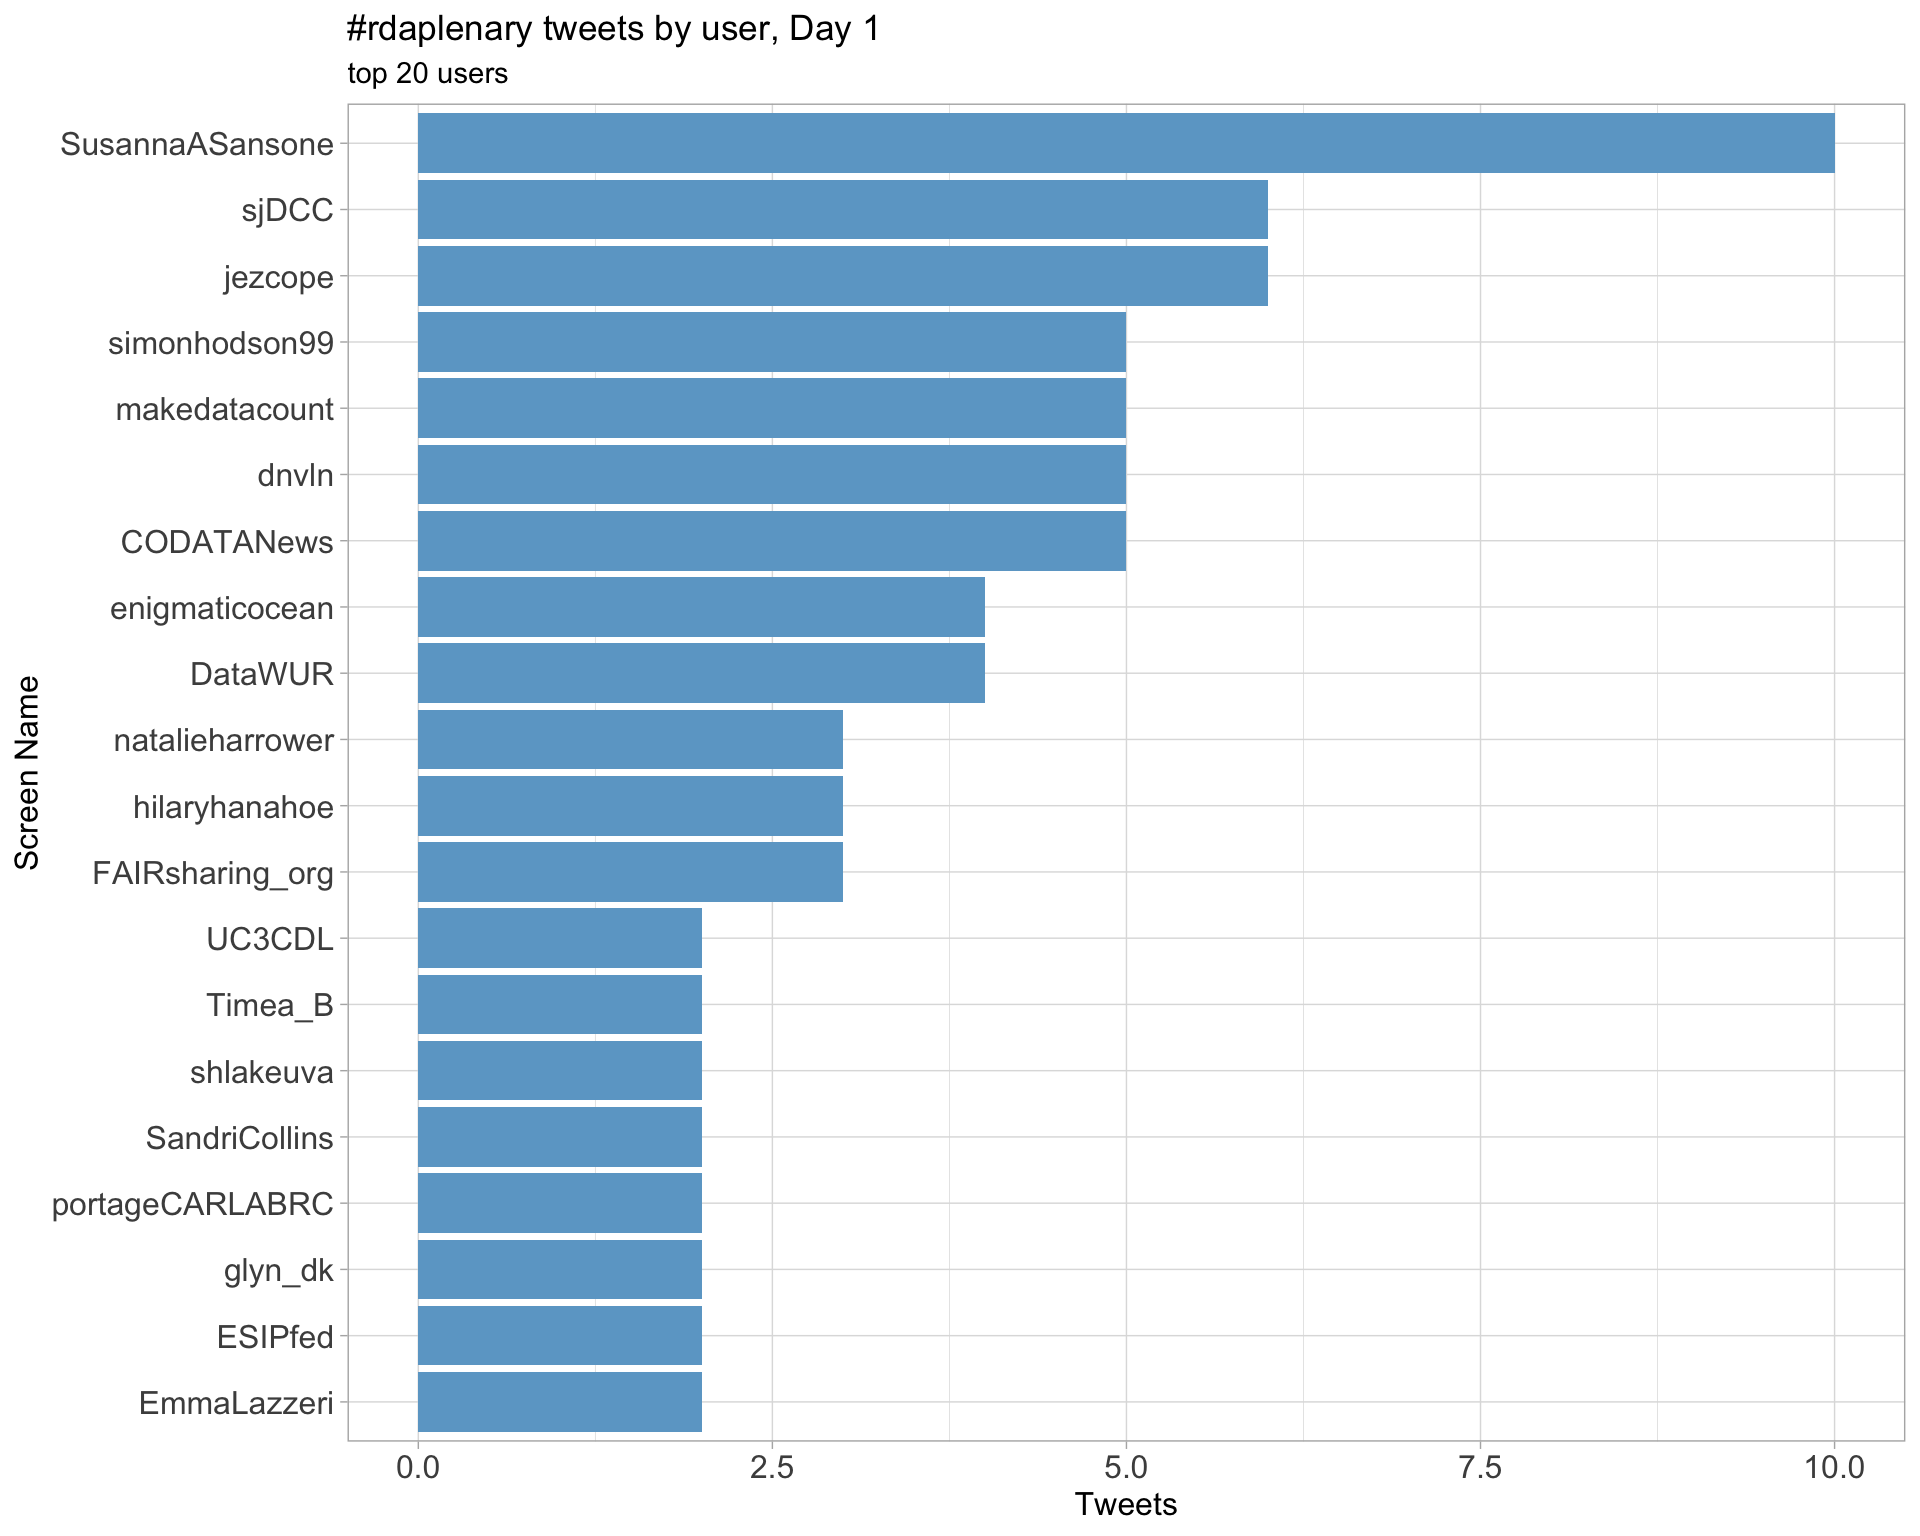 #rdaplenary tweets by user, Day 1
top 20 users
SusannaASansone
sjDCC
jezcope
simonhodson99
makedatacount
dnvln
CODATANews
enigmaticocean
DataWUR
natalieharrower
hilaryhanahoe
FAIRsharing_org
UC3CDL
Timea_B
shlakeuva
SandriCollins
portageCARLABRC
glyn_dk
ESIPfed
EmmaLazzeri
Screen Name
0.0 2.5 5.0 7.5 10.0
Tweets